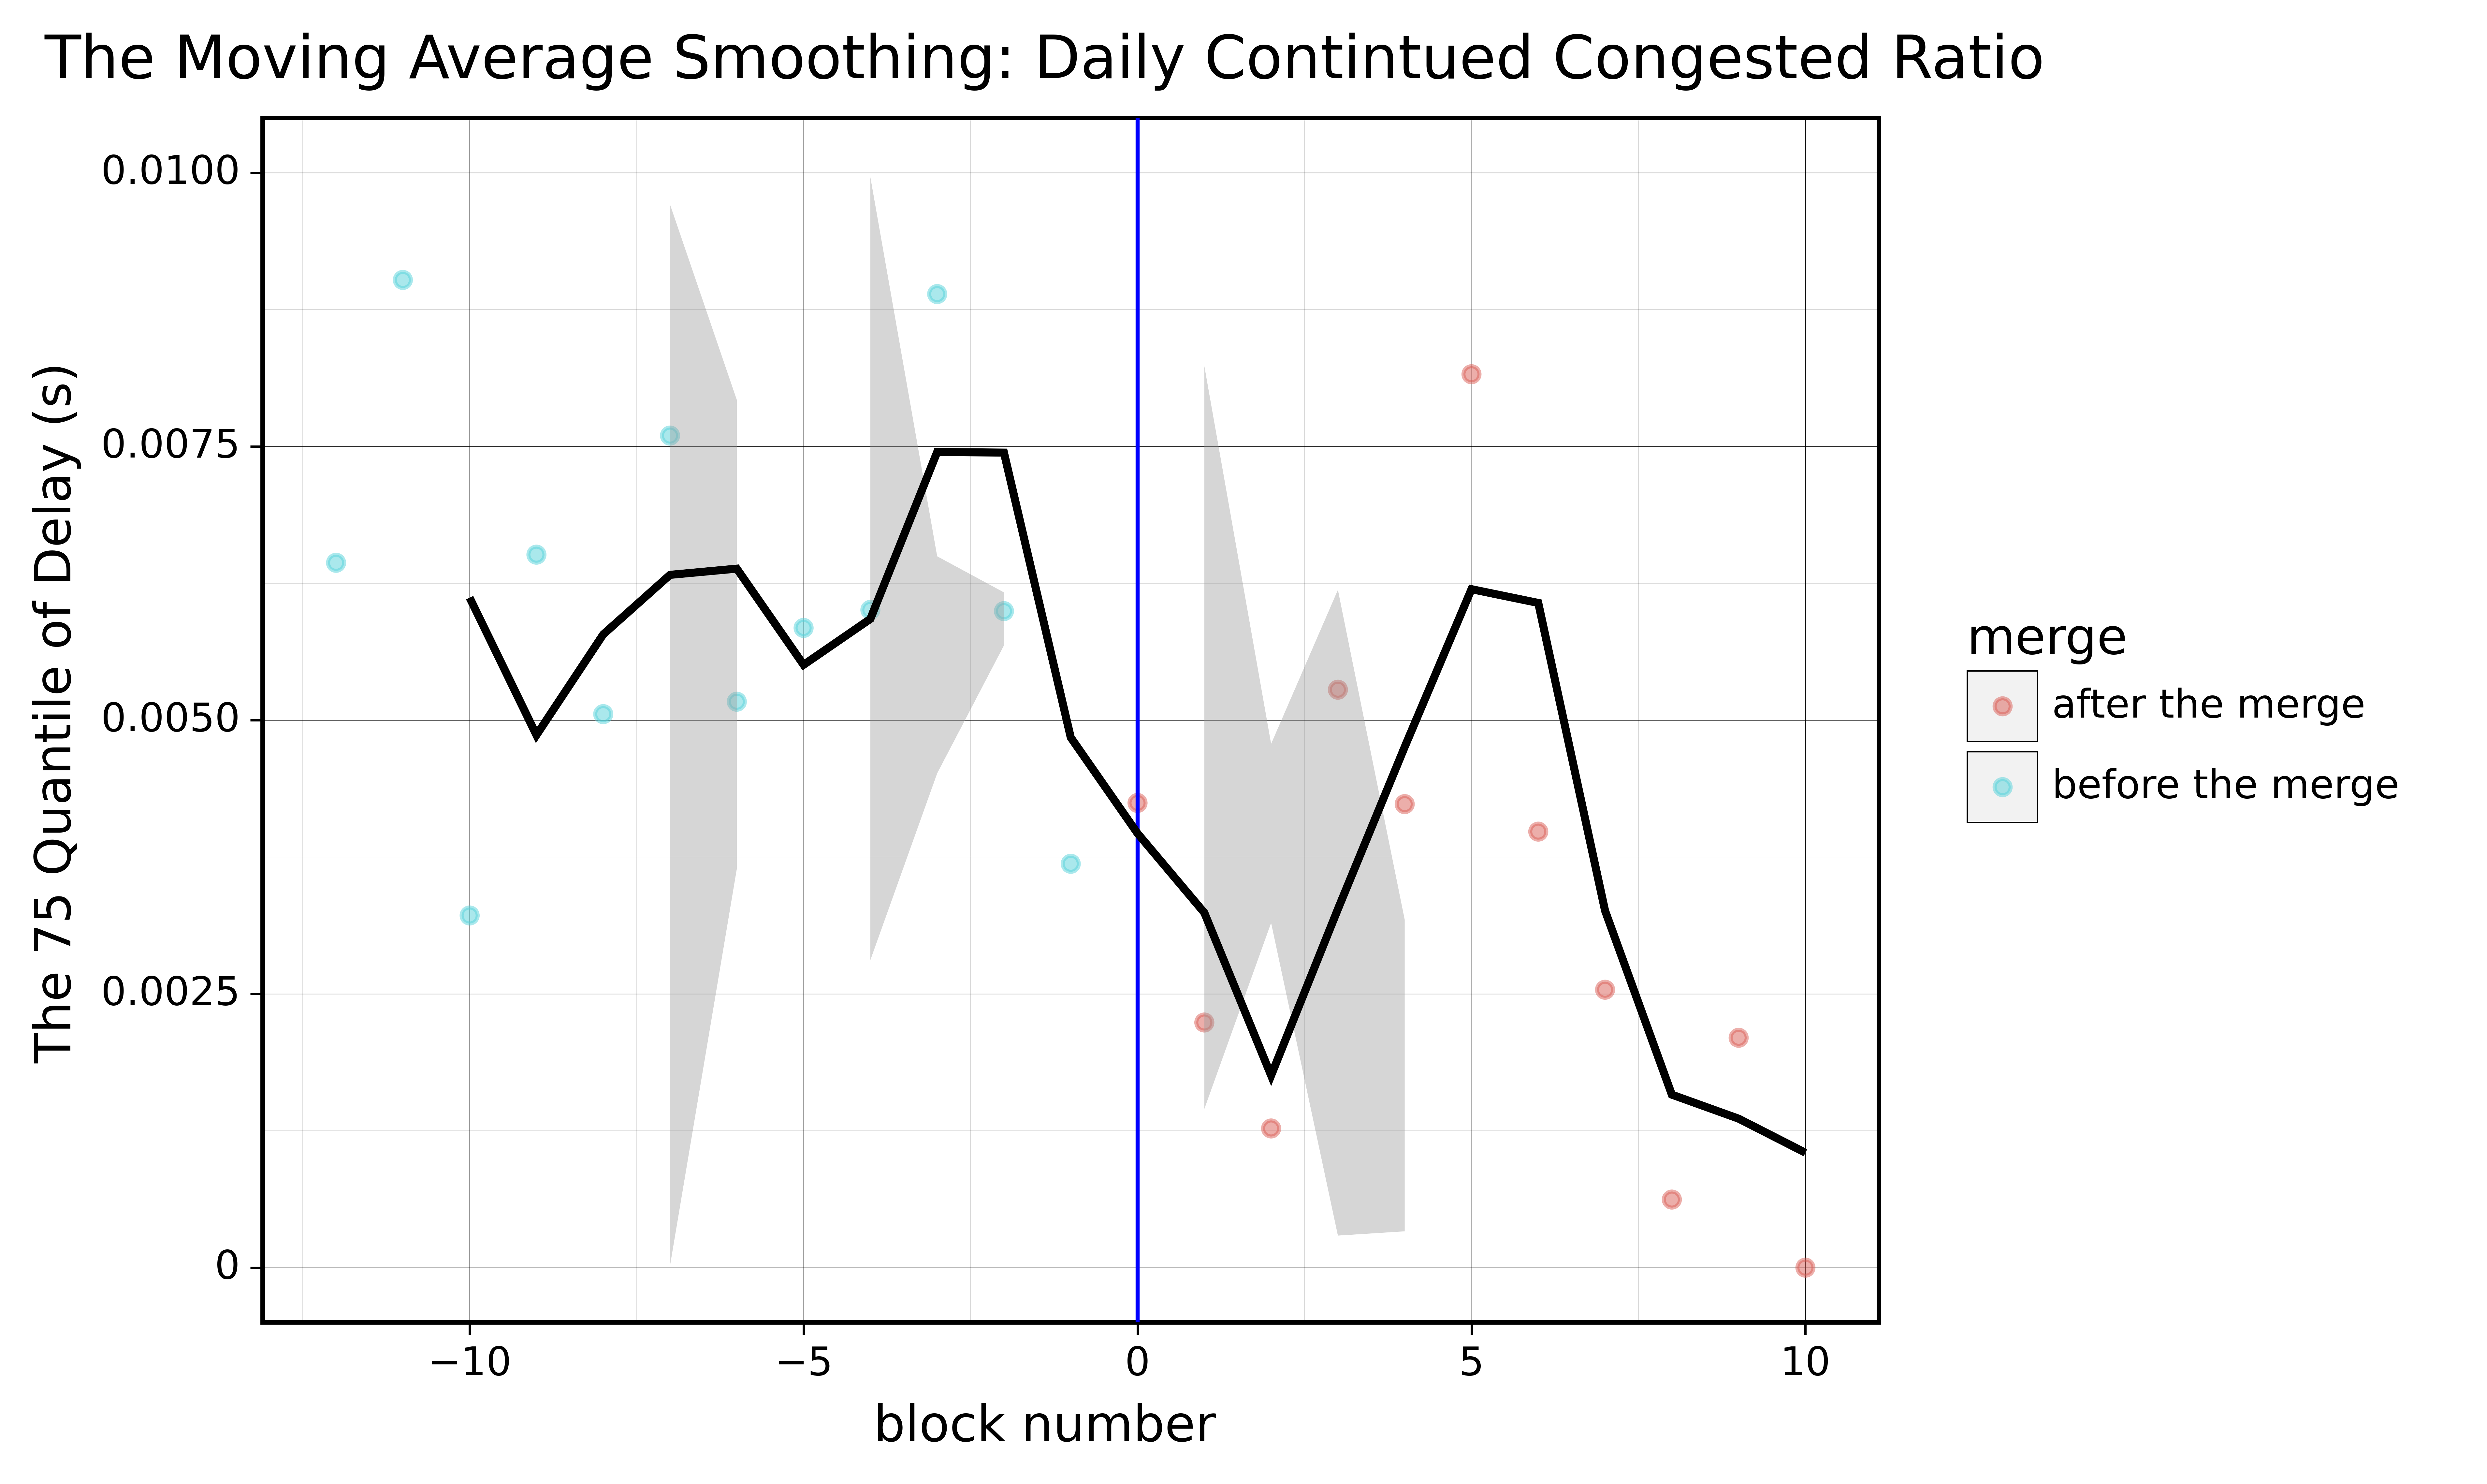 The Moving Average Smoothing: Daily Contintued Congested Ratio
The 75 Quantile of Delay (s)
0.0100
0.0075
0.0050
0.0025
0
−10
−5
0
5
10
block number
merge
after the merge
before the merge